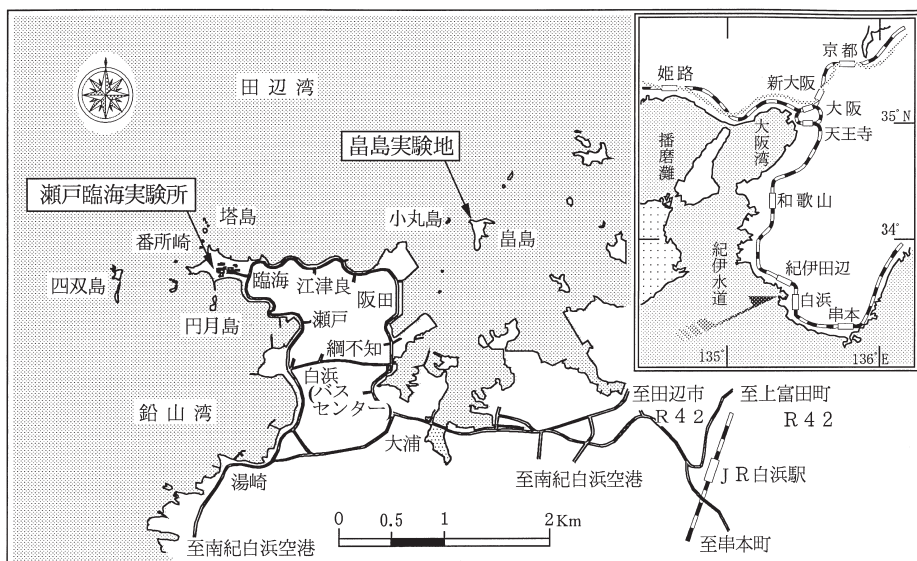 田辺湾
畠島実験地
瀬戸臨海実験所
塔島
小丸島
畠島
番所崎
四双島
臨海
江津良
阪田
円月島
瀬戸
綱不知
白浜
(バス
センター)
鉛山湾
大浦
湯崎
至南紀白浜空港
至田辺市
R42
至上富田町
R42
至南紀白浜空港
JR白浜駅
至串本町
0
0.5
1
2Km
京都
姫路
新大阪
大阪
35°N
天王寺
大阪湾
播磨灘
和歌山
34°
紀伊水道
紀伊田辺
白浜
串本
135°
136°E